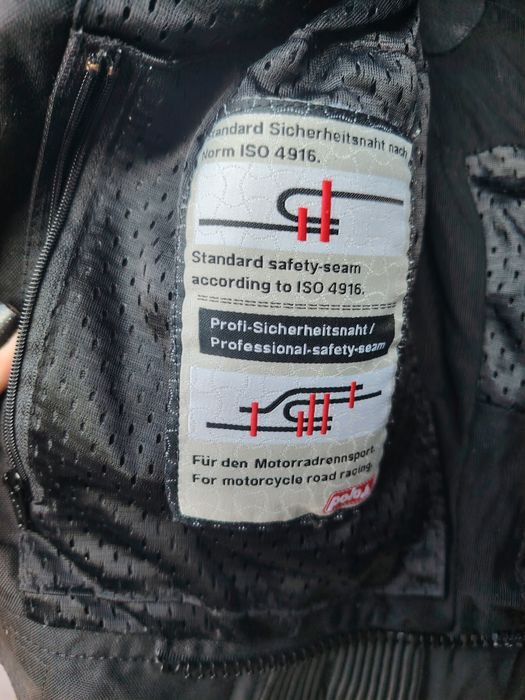 Standard Sicherheitsnaht nach
Norm ISO 4916.
Standard safety-seam
according to ISO 4916.
Profi-Sicherheitsnaht /
Professional-safety-seam
Für den Motorradrennsport.
For motorcycle road racing.
polo